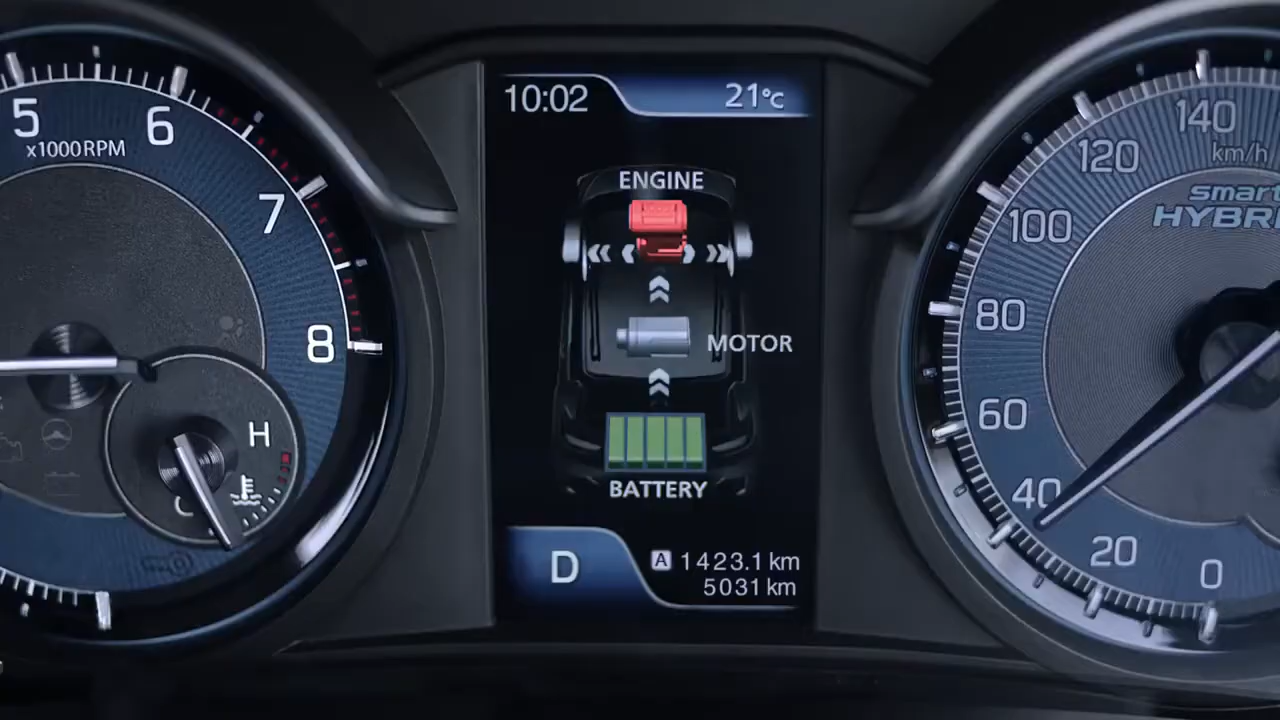 5
6
7
8
x1000RPM
H
C
10:02
21°C
ENGINE
MOTOR
BATTERY
D
A 1423.1 km
5031 km
140
120
100
80
60
40
20
0
km/h
smart
HYBRI